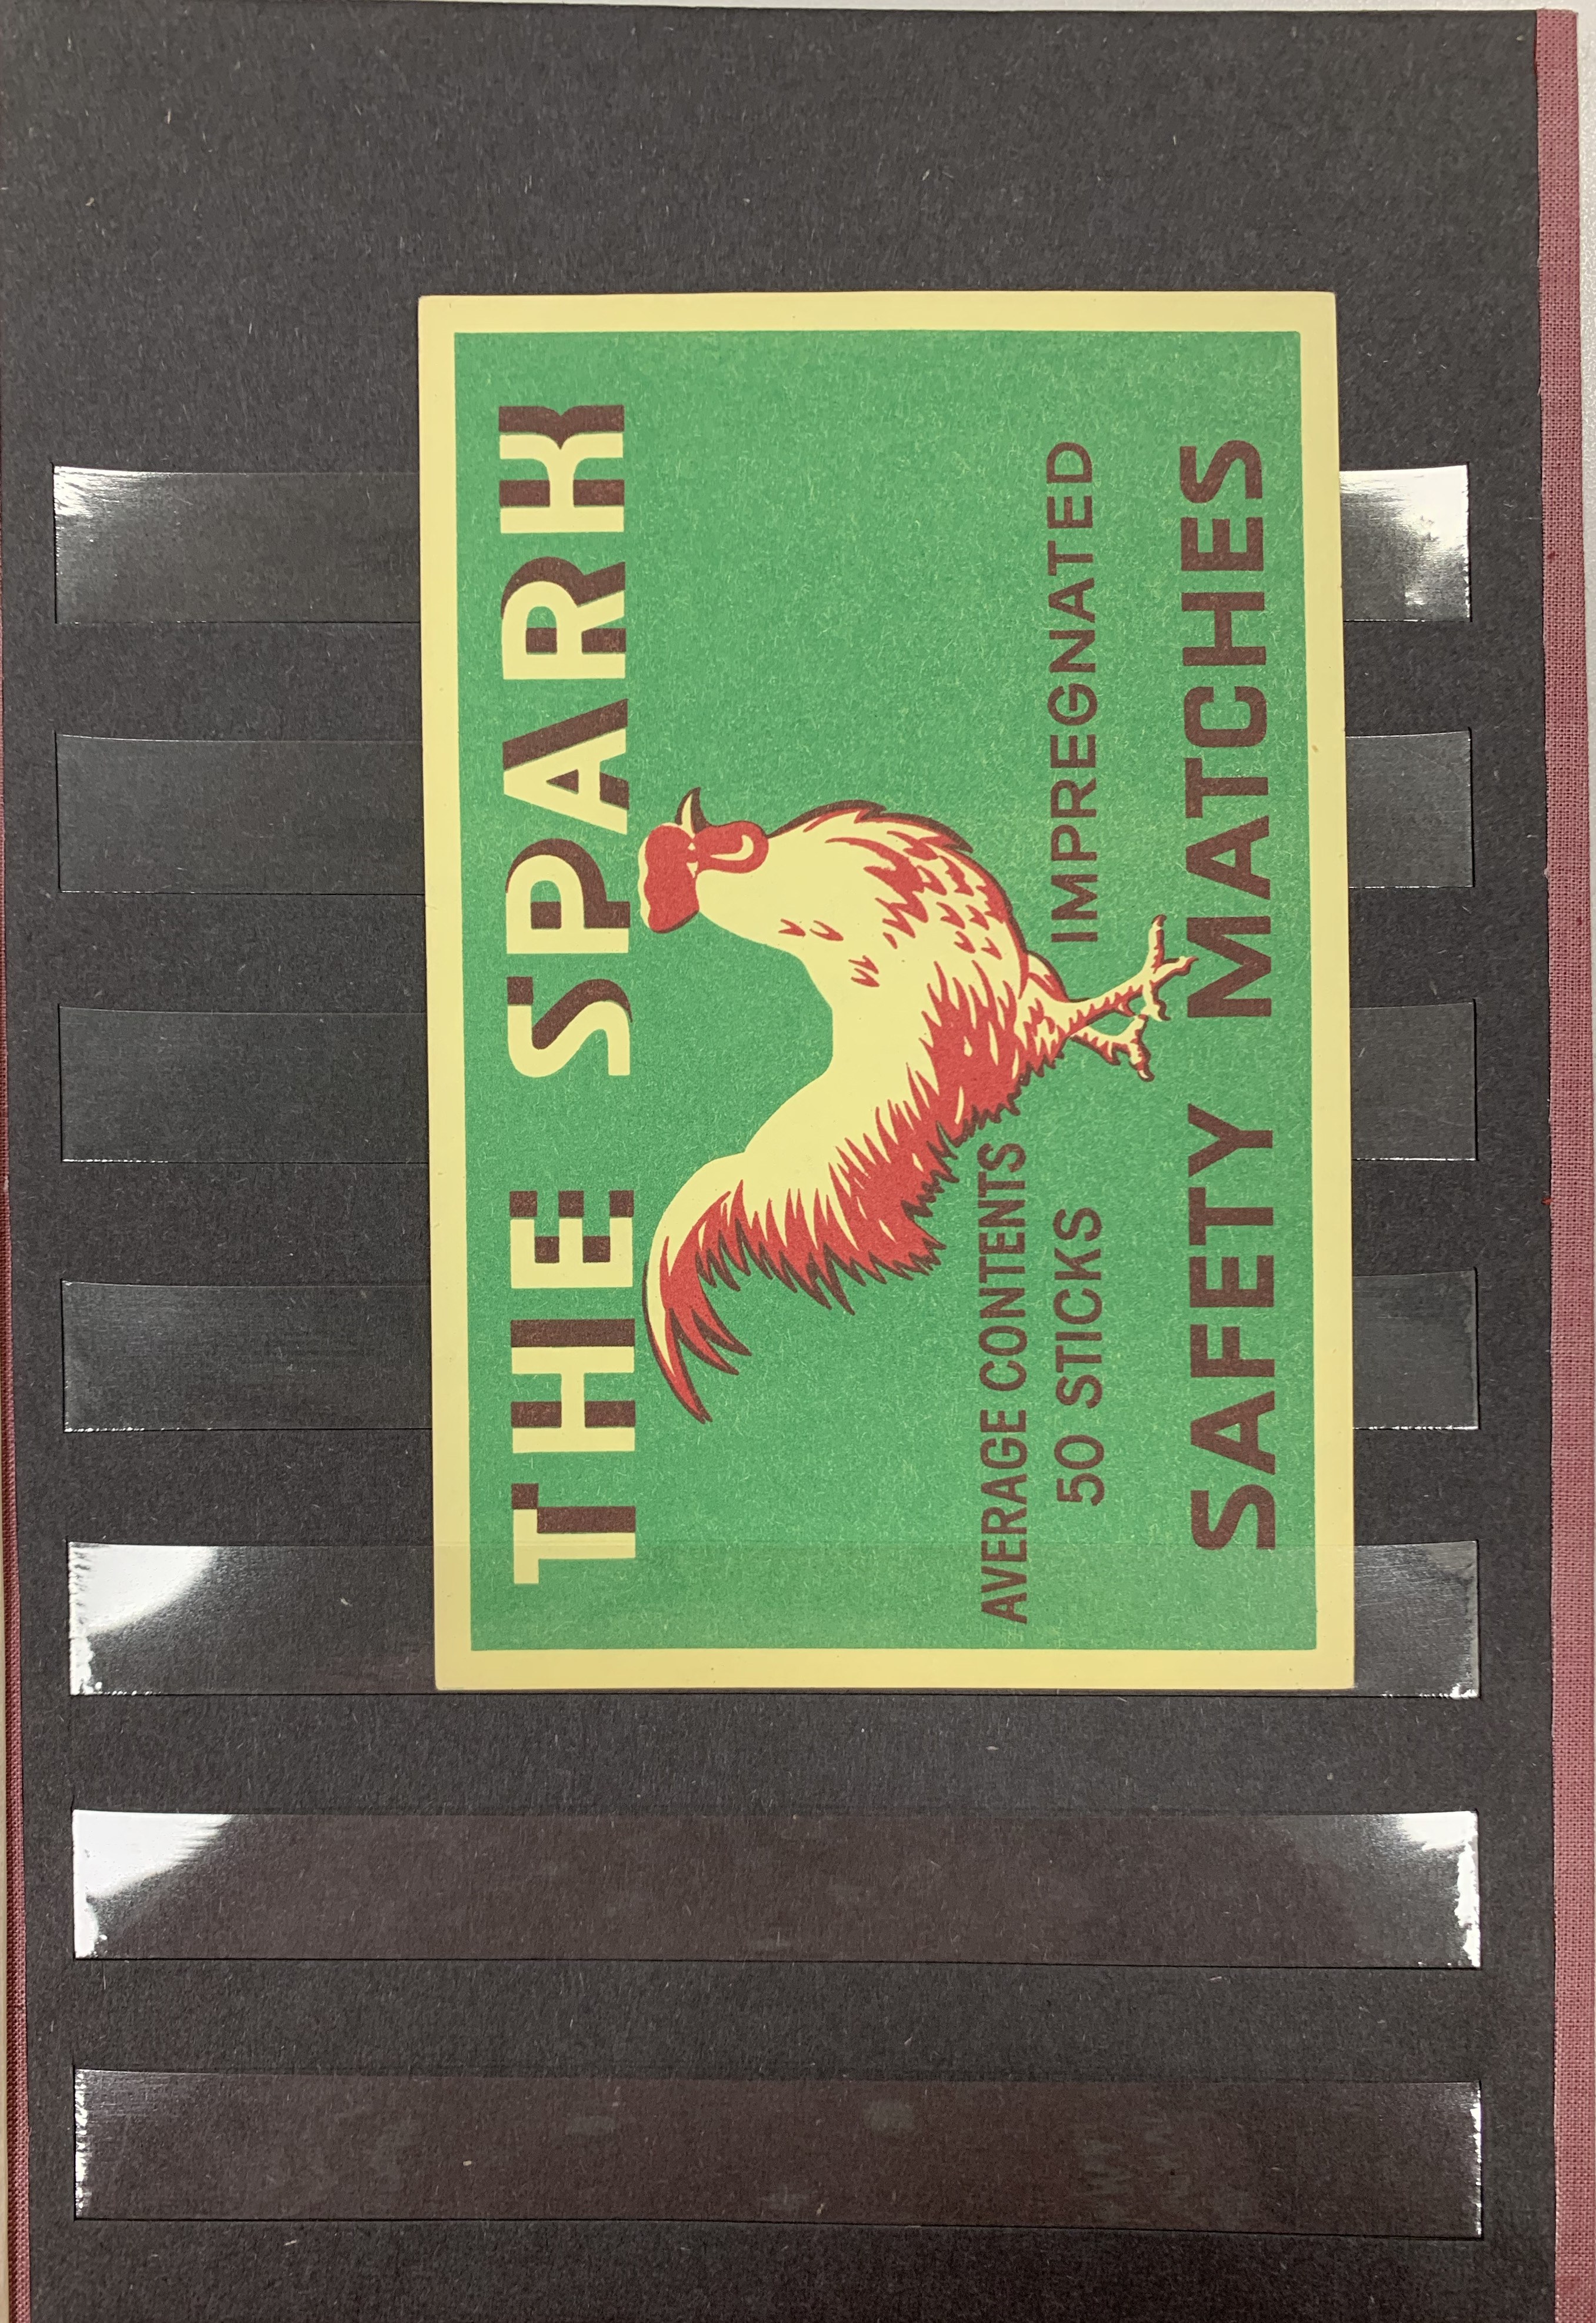 THE SPARK
AVERAGE CONTENTS
50 STICKS
IMPREGNATED
SAFETY MATCHES